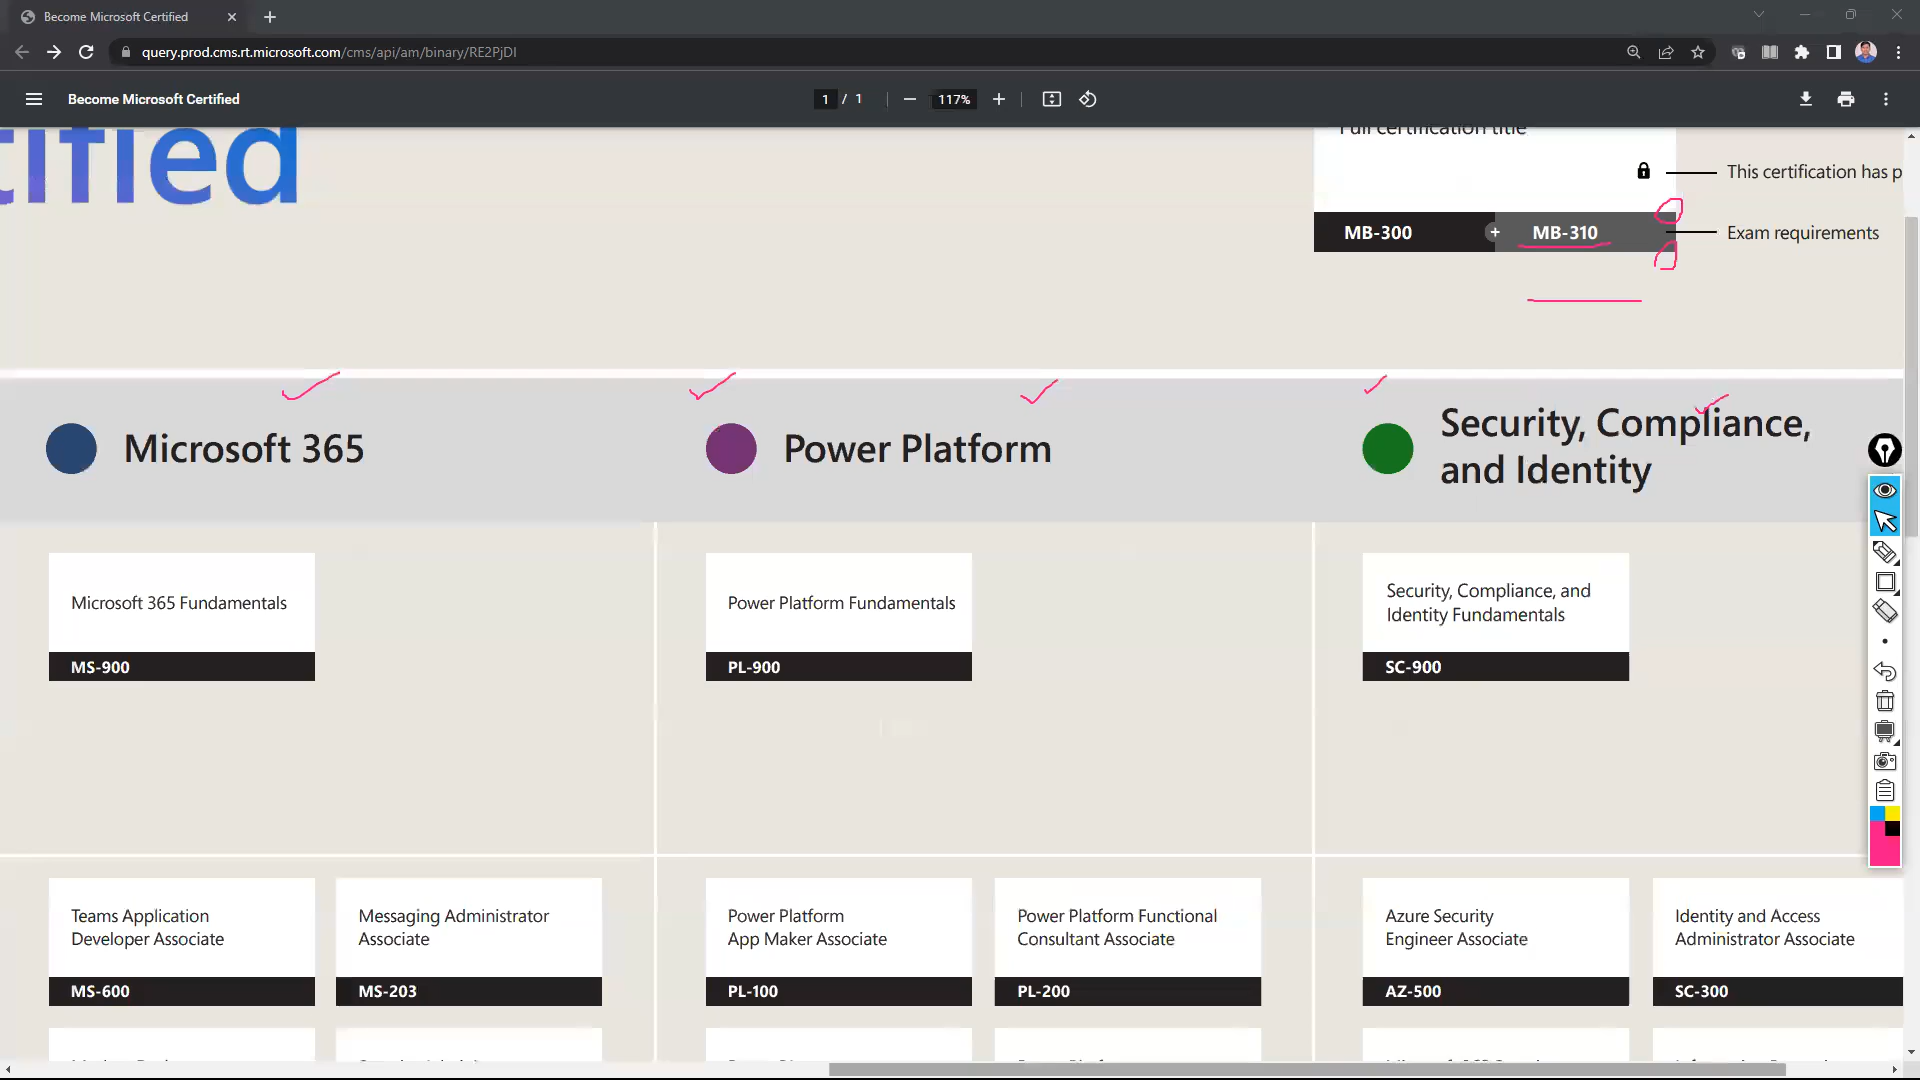 Become Microsoft Certified
query.prod.cms.rt.microsoft.com/cms/api/am/binary/RE2PjDI
Become Microsoft Certified
1 / 1
117%
tified
Full certification title
This certification has p
MB-300 + MB-310
Exam requirements
Microsoft 365
Power Platform
Security, Compliance,
and Identity
Microsoft 365 Fundamentals
MS-900
Power Platform Fundamentals
PL-900
Security, Compliance, and
Identity Fundamentals
SC-900
Teams Application
Developer Associate
MS-600
Messaging Administrator
Associate
MS-203
Power Platform
App Maker Associate
PL-100
Power Platform Functional
Consultant Associate
PL-200
Azure Security
Engineer Associate
AZ-500
Identity and Access
Administrator Associate
SC-300